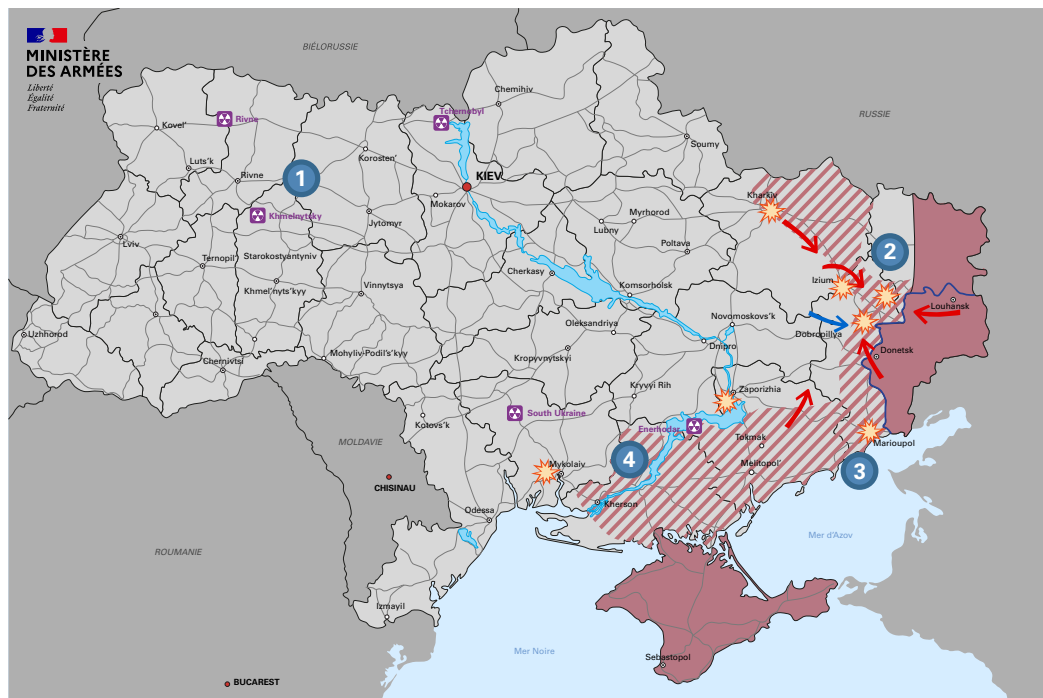 MINISTÈRE
DES ARMÉES
Liberté
Égalité
Fraternité
BIÉLORUSSIE
RUSSIE
Tchernobyl
Chernihiv
Rivne
Kovel'
Soumy
Korosten'
Luts'k
Rivne
1
KIEV
Kharkiv
Mokarov
Khmelnytsky
Jytomyr
Myrhorod
Lubny
Lviv
Poltava
2
Ternopil'
Starokostyantyniv
Cherkasy
Izium
Khmel'nyts'kyy
Vinnytsya
Komsorholsk
Louhansk
Novomoskovs'k
Oleksandriya
Dobropillya
Uzhhorod
Dnipro
Chernivtsi
Mohyliv-Podil's'kyy
Kropyvnytskyi
Donetsk
Kryvyi Rih
Zaporizhia
South Ukraine
Kotovs'k
Enerhodar
Marioupol
Tokmak
MOLDAVIE
4
Mykolaiv
Melitopol'
3
CHISINAU
Kherson
Odessa
Mer d'Azov
ROUMANIE
Izmayil
Mer Noire
Sebastopol
BUCAREST